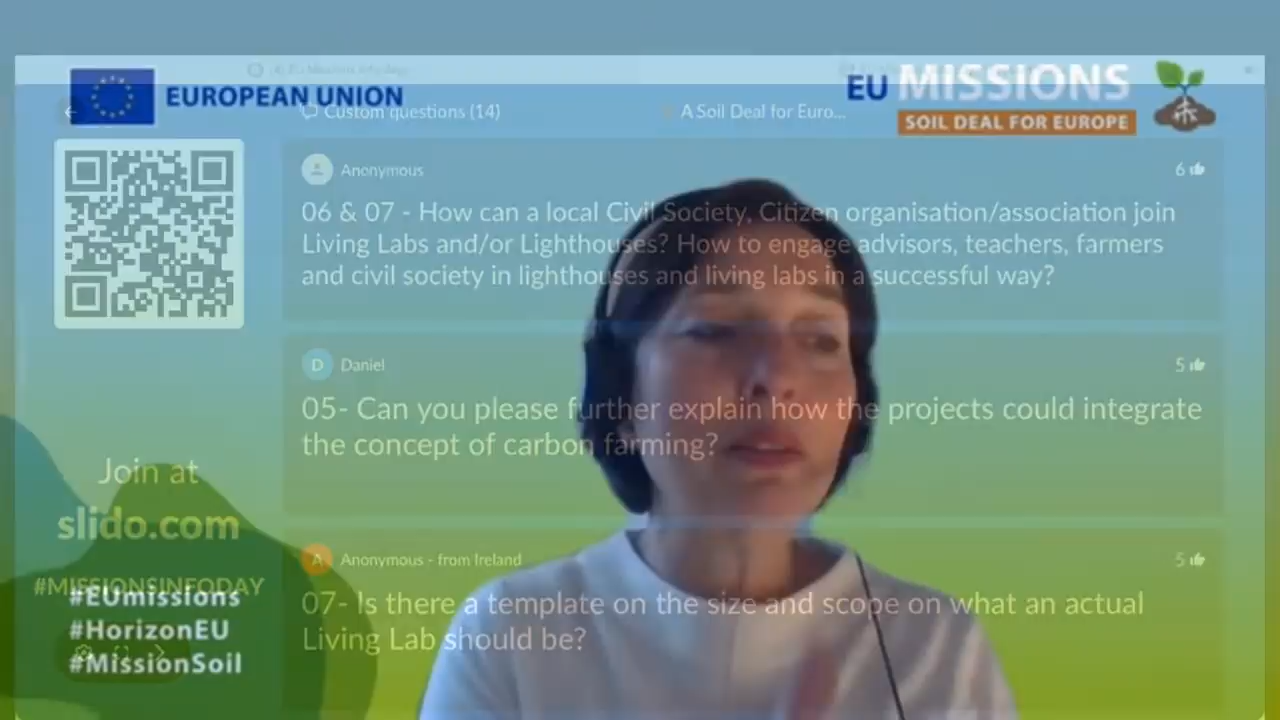 EUROPEAN UNION
EU MISSIONS
SOIL DEAL FOR EUROPE
Custom questions (14)
A Soil Deal for Euro...
Anonymous
6
06 & 07 - How can a local Civil Society, Citizen organisation/association join
Living Labs and/or Lighthouses? How to engage advisors, teachers, farmers
and civil society in lighthouses and living labs in a successful way?
D Daniel
5
05- Can you please further explain how the projects could integrate
the concept of carbon farming?
A Anonymous - from Ireland
5
07- Is there a template on the size and scope on what an actual
Living Lab should be?
Join at
slido.com
#MISSIONSINFODAY
#EUmissions
#HorizonEU
#MissionSoil